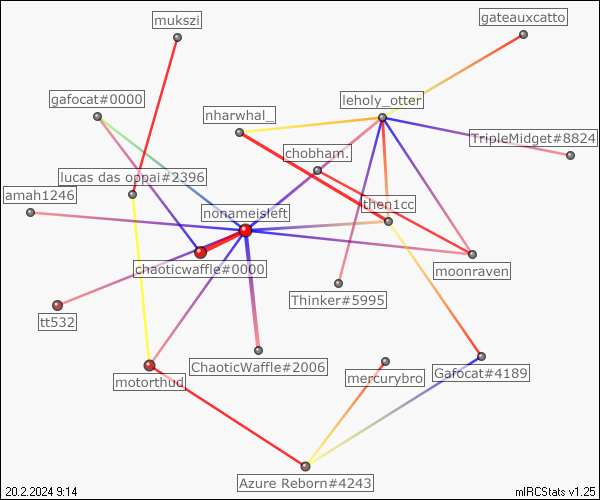 mukszi
gateauxcatto
gafocat#0000
leholy_otter
nharwhal_
TripleMidget#8824
chobham.
lucas das oppai#2396
amah1246
then1cc
nonameisleft
chaoticwaffle#0000
moonraven
Thinker#5995
tt532
ChaoticWaffle#2006
Gafocat#4189
mercurybro
motorthud
Azure Reborn#4243
20.2.2024 9:14
mIRCStats v1.25